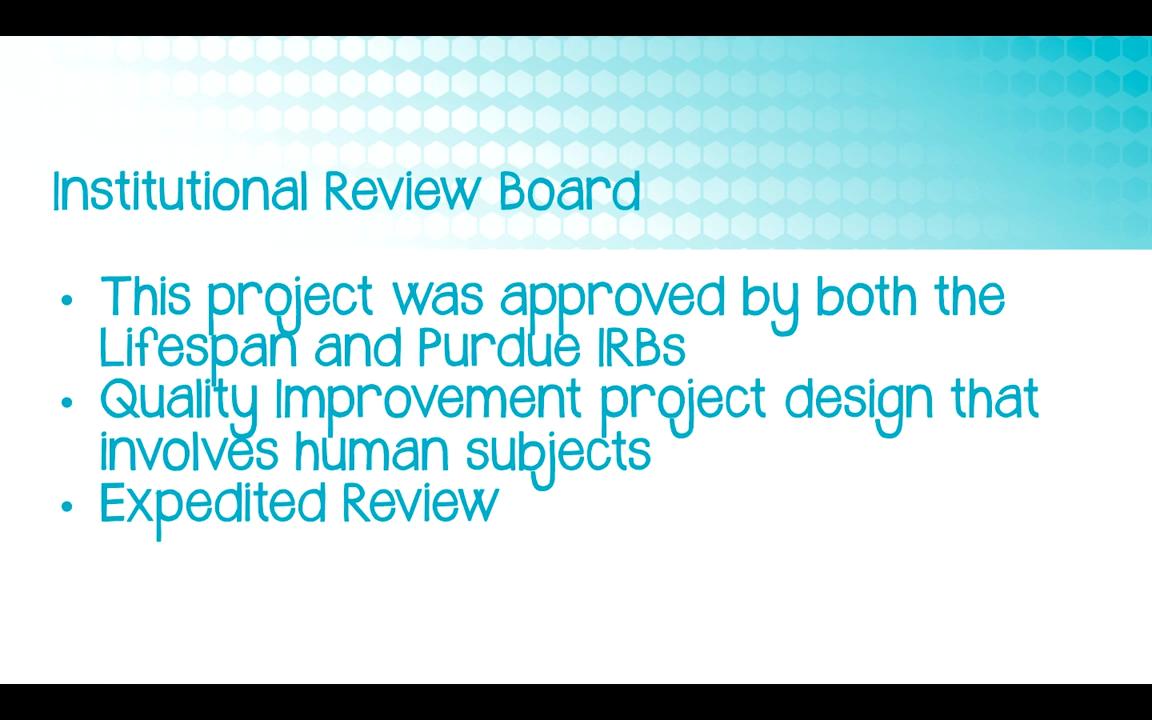 Institutional Review Board
• This project was approved by both the
Lifespan and Purdue IRBs
• Quality Improvement project design that
involves human subjects
• Expedited Review